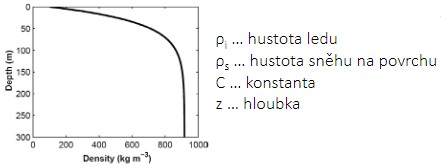 0
50
100
150
200
250
300
Depth (m)
0 200 400 600 800 1000
Density (kg m⁻³)
ρᵢ ... hustota ledu
ρₛ ... hustota sněhu na povrchu
C ... konstanta
z ... hloubka